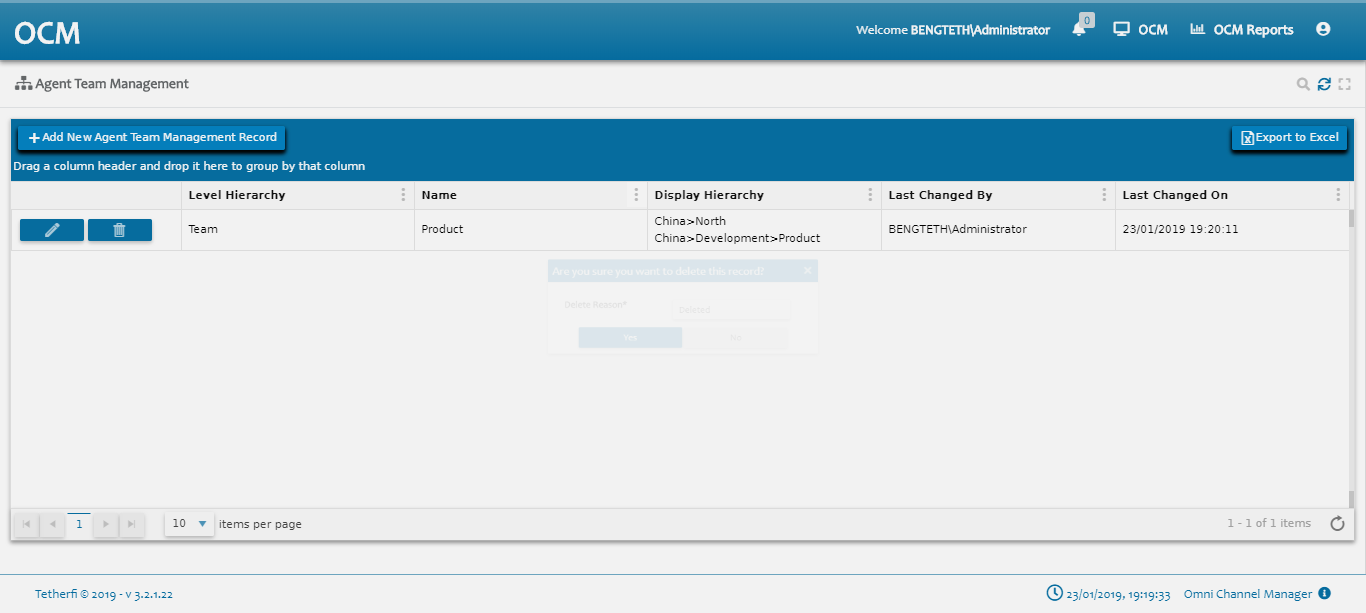 OCM
Welcome BENGTETH\Administrator
0
OCM
OCM Reports
Agent Team Management
Add New Agent Team Management Record
Export to Excel
Drag a column header and drop it here to group by that column
Level Hierarchy
Name
Display Hierarchy
Last Changed By
Last Changed On
Team
Product
China>North
China>Development>Product
BENGTETH\Administrator
23/01/2019 19:20:11
Are you sure you want to delete this record?
Delete Reason*
Deleted
Yes
No
1
10
items per page
1 - 1 of 1 items
Tetherfi © 2019 - v 3.2.1.22
23/01/2019, 19:19:33
Omni Channel Manager